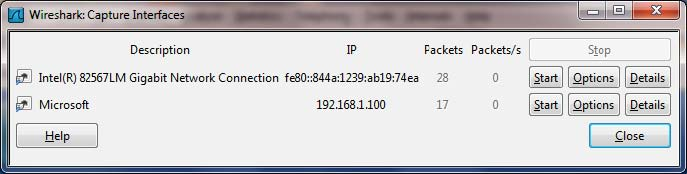 Wireshark: Capture Interfaces
Description IP Packets Packets/s Stop
Intel(R) 82567LM Gigabit Network Connection fe80::844a:1239:ab19:74ea 28 0 Start Options Details
Microsoft 192.168.1.100 17 0 Start Options Details
Help Close